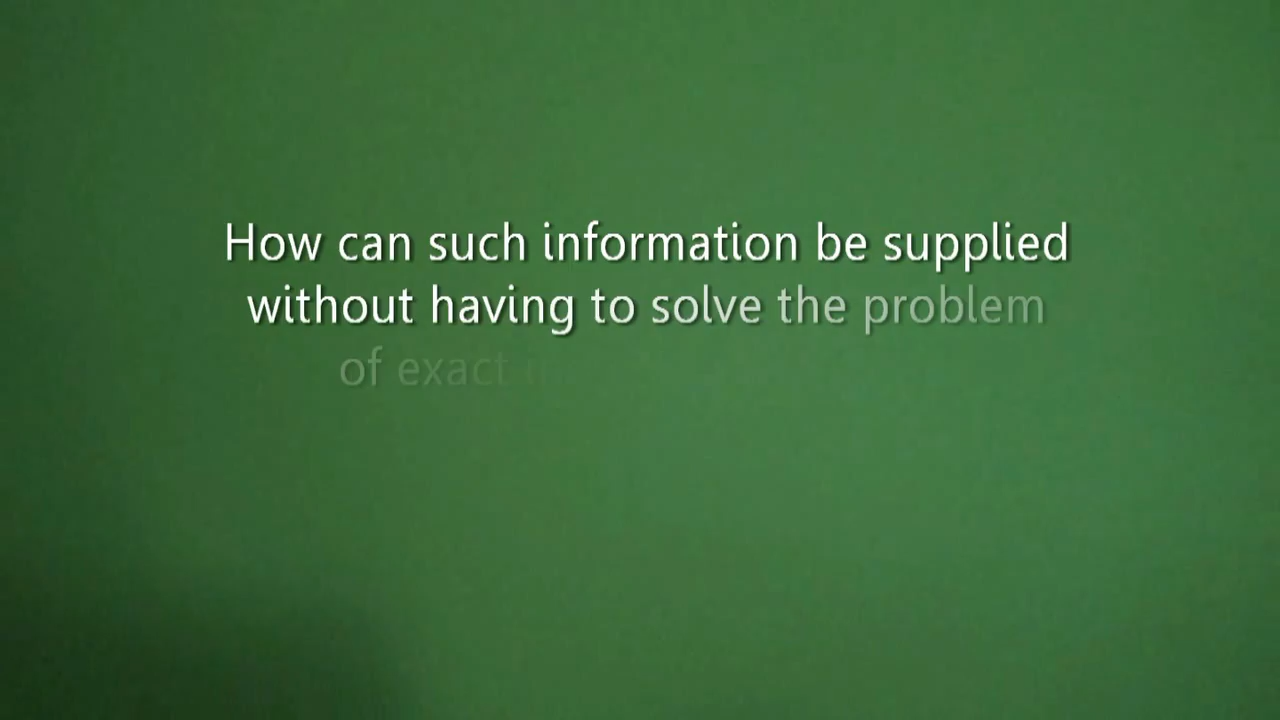 How can such information be supplied
without having to solve the problem
of exact